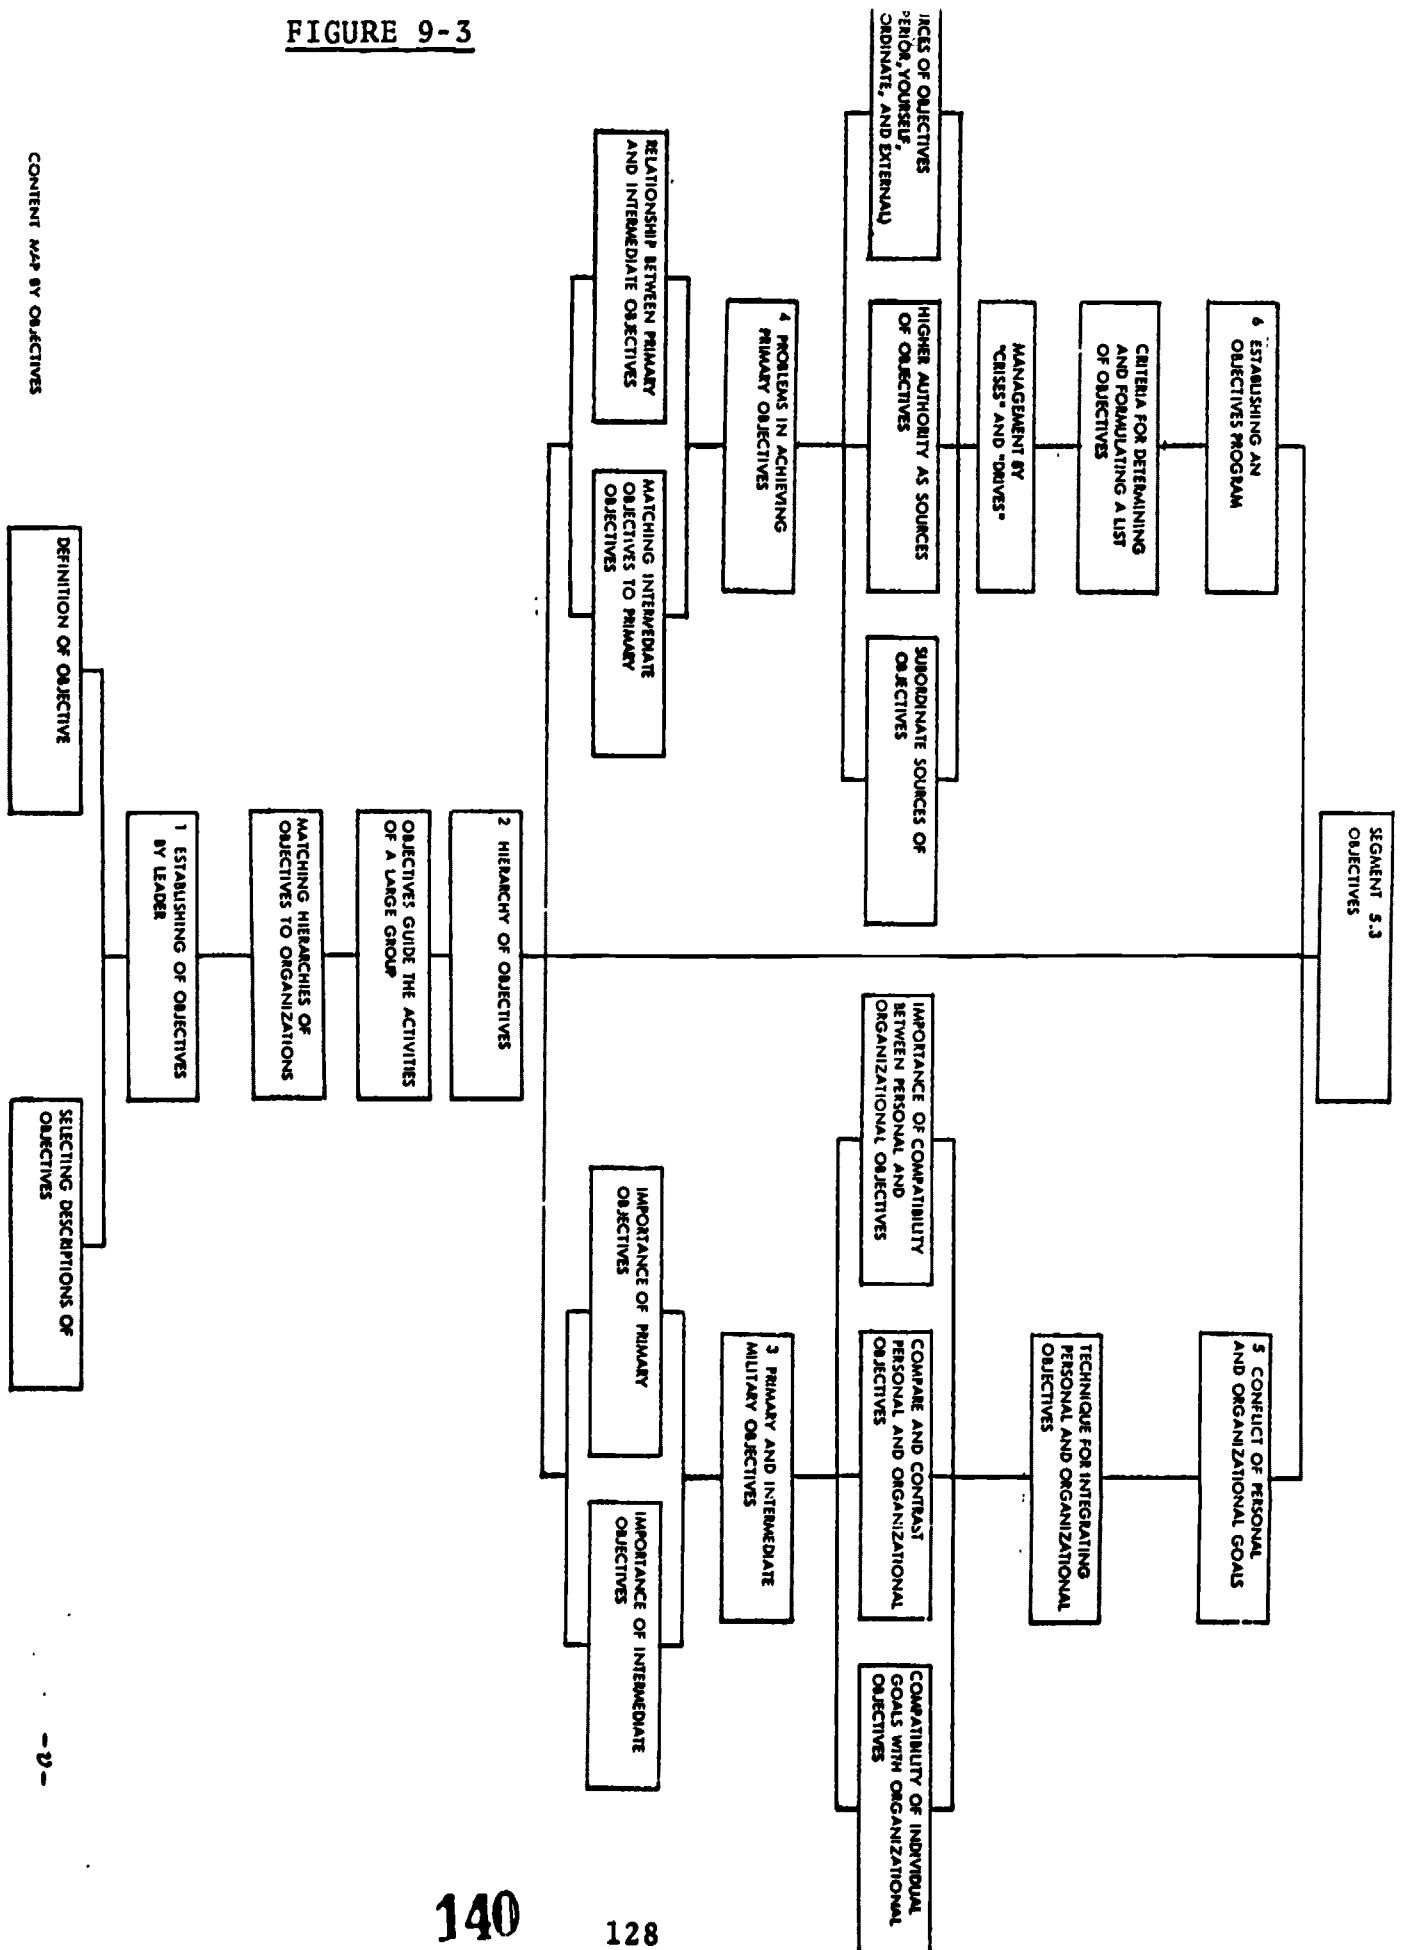 FIGURE 9-3
SEGMENT 5.3
OBJECTIVES
6 ESTABLISHING AN
OBJECTIVES PROGRAM
5 CONFLICT OF PERSONAL
AND ORGANIZATIONAL GOALS
CRITERIA FOR DETERMINING
AND FORMULATING A LIST
OF OBJECTIVES
TECHNIQUE FOR INTEGRATING
PERSONAL AND ORGANIZATIONAL
OBJECTIVES
MANAGEMENT BY
"CRISES" AND "DRIVES"
OF OBJECTIVES
YOURSELF,
AND EXTERNAL)
HIGHER AUTHORITY AS SOURCES
OF OBJECTIVES
SUBORDINATE SOURCES OF
OBJECTIVES
IMPORTANCE OF COMPATIBILITY
BETWEEN PERSONAL AND
ORGANIZATIONAL OBJECTIVES
COMPARE AND CONTRAST
PERSONAL AND ORGANIZATIONAL
OBJECTIVES
COMPATIBILITY OF INDIVIDUAL
GOALS WITH ORGANIZATIONAL
OBJECTIVES
4 PROBLEMS IN ACHIEVING
PRIMARY OBJECTIVES
3 PRIMARY AND INTERMEDIATE
MILITARY OBJECTIVES
RELATIONSHIP BETWEEN PRIMARY
AND INTERMEDIATE OBJECTIVES
MATCHING INTERMEDIATE
OBJECTIVES TO PRIMARY
OBJECTIVES
IMPORTANCE OF PRIMARY
OBJECTIVES
IMPORTANCE OF INTERMEDIATE
OBJECTIVES
2 HIERARCHY OF OBJECTIVES
OBJECTIVES GUIDE THE ACTIVITIES
OF A LARGE GROUP
MATCHING HIERARCHIES OF
OBJECTIVES TO ORGANIZATIONS
1 ESTABLISHING OF OBJECTIVES
BY LEADER
DEFINITION OF OBJECTIVE
SELECTING DESCRIPTIONS OF
OBJECTIVES
CONTENT MAP BY OBJECTIVES
140
128